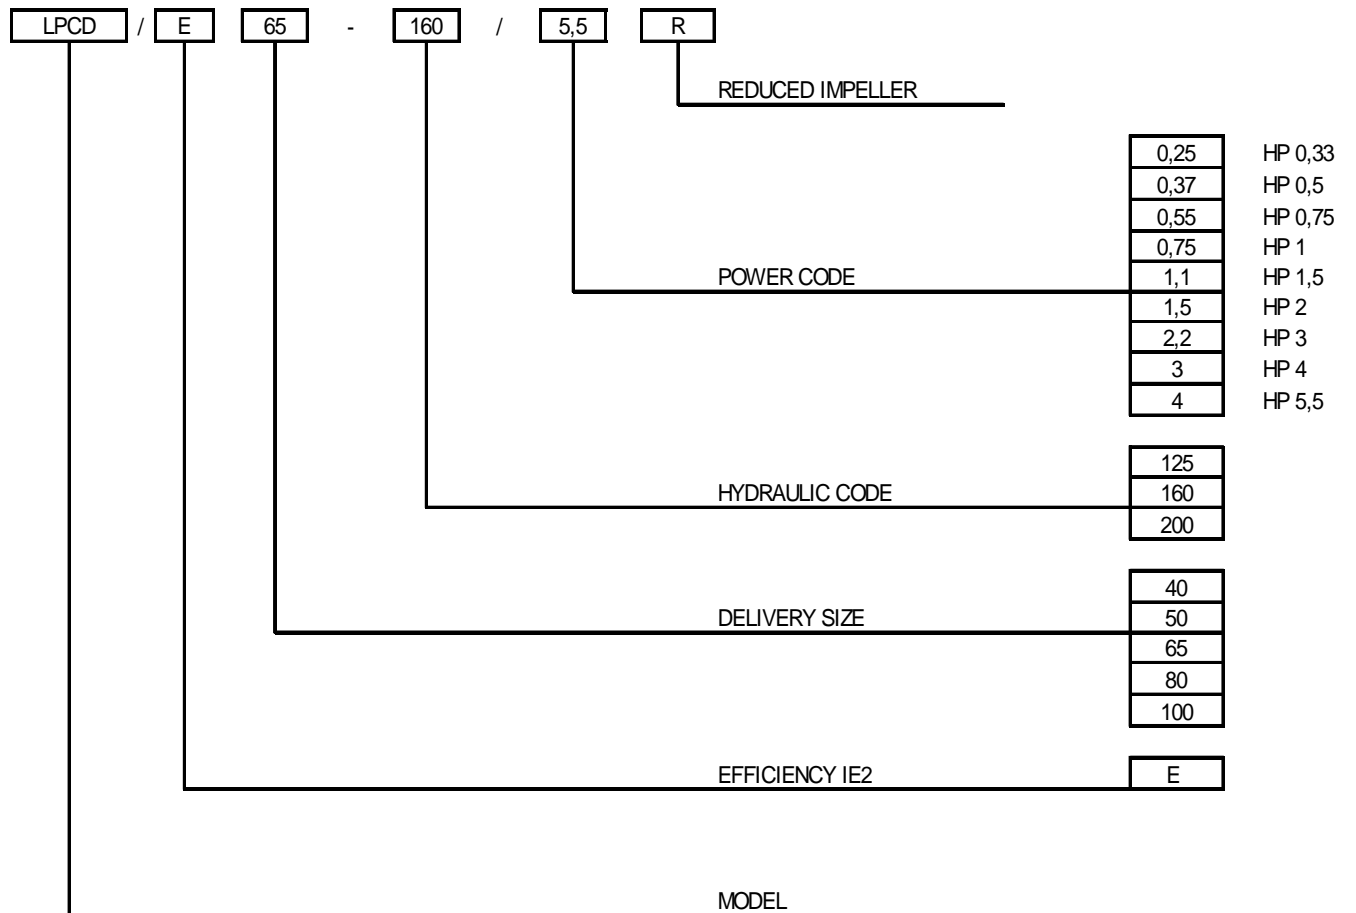 LPCD / E 65 - 160 / 5,5 R
REDUCED IMPELLER
0,25 HP 0,33
0,37 HP 0,5
0,55 HP 0,75
0,75 HP 1
POWER CODE 1,1 HP 1,5
1,5 HP 2
2,2 HP 3
3 HP 4
4 HP 5,5
125
HYDRAULIC CODE 160
200
40
DELIVERY SIZE 50
65
80
100
EFFICIENCY IE2 E
MODEL